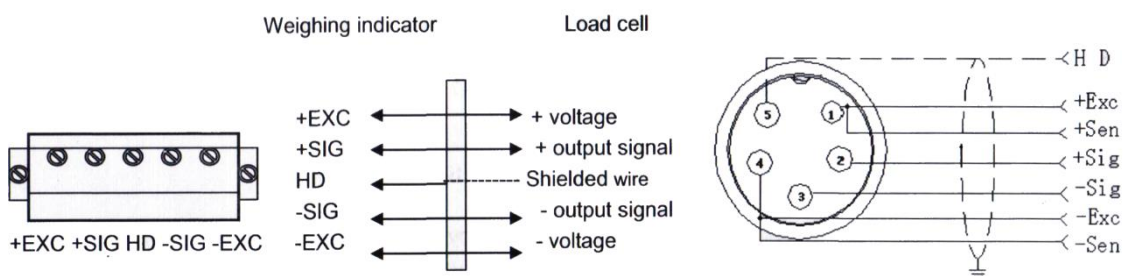 Weighing indicator Load cell
+EXC + voltage
+SIG + output signal
HD Shielded wire
-SIG - output signal
-EXC - voltage
+EXC +SIG HD -SIG -EXC
5 1
4 2
3
H D
+Exc
+Sen
+Sig
-Sig
-Exc
-Sen